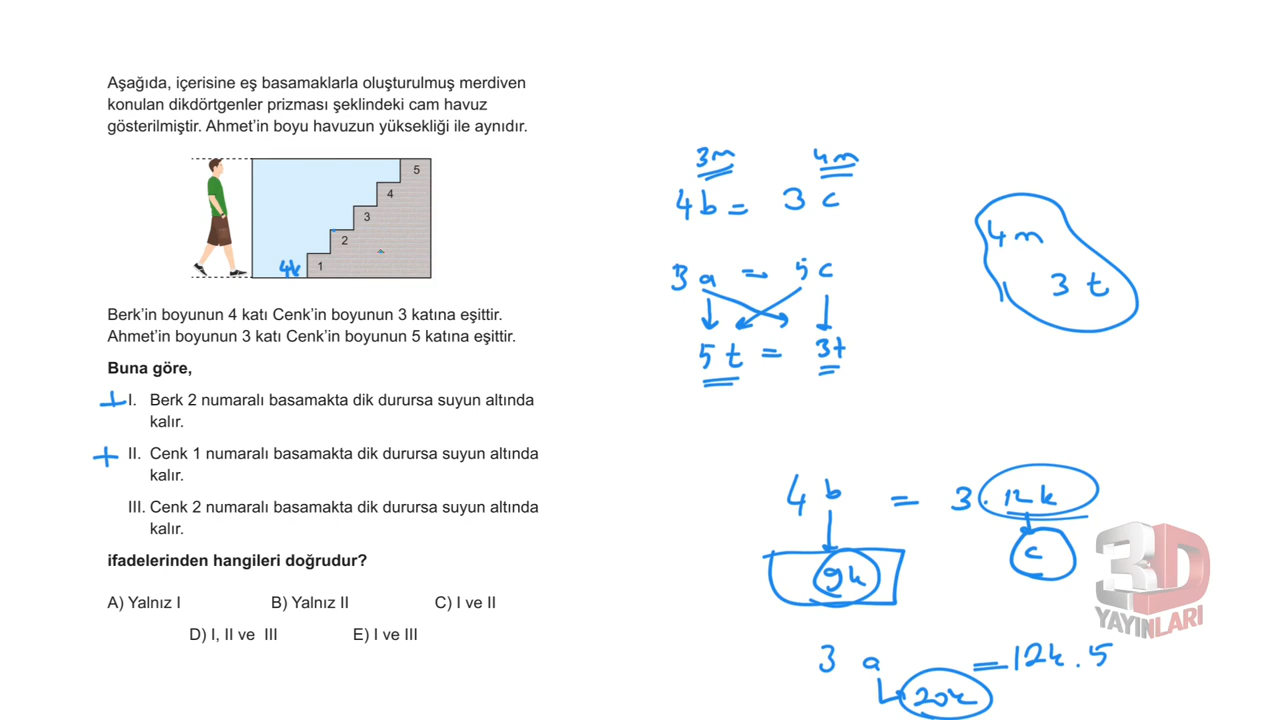 Aşağıda, içerisine eş basamaklarla oluşturulmuş merdiven
konulan dikdörtgenler prizması şeklindeki cam havuz
gösterilmiştir. Ahmet'in boyu havuzun yüksekliği ile aynıdır.
5
4
3
2
1
4k
Berk'in boyunun 4 katı Cenk'in boyunun 3 katına eşittir.
Ahmet'in boyunun 3 katı Cenk'in boyunun 5 katına eşittir.
Buna göre,
+ I. Berk 2 numaralı basamakta dik durursa suyun altında
kalır.
+ II. Cenk 1 numaralı basamakta dik durursa suyun altında
kalır.
III. Cenk 2 numaralı basamakta dik durursa suyun altında
kalır.
ifadelerinden hangileri doğrudur?
A) Yalnız I B) Yalnız II C) I ve II
D) I, II ve III E) I ve III
3m 4m
4b = 3c
3a = 5c
5t = 3t
4m
3t
4b = 3.12k
9k c
3a = 12k.5
20k
3D
YAYINLARI